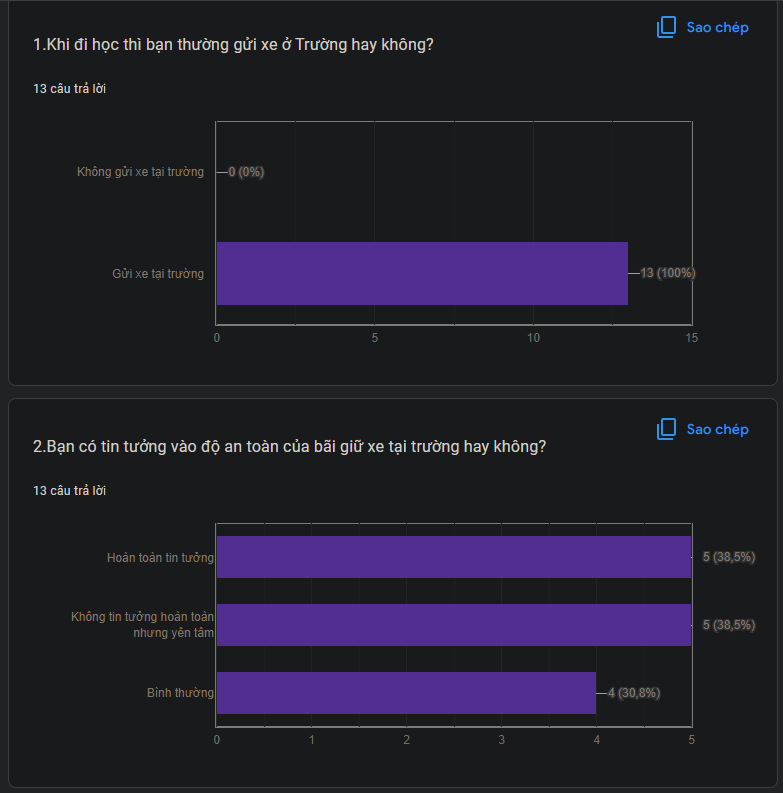 Sao chép
1.Khi đi học thì bạn thường gửi xe ở Trường hay không?
13 câu trả lời
Không gửi xe tại trường
0 (0%)
Gửi xe tại trường
13 (100%)
0 5 10 15
Sao chép
2.Bạn có tin tưởng vào độ an toàn của bãi giữ xe tại trường hay không?
13 câu trả lời
Hoàn toàn tin tưởng
5 (38,5%)
Không tin tưởng hoàn toàn
nhưng yên tâm
5 (38,5%)
Bình thường
4 (30,8%)
0 1 2 3 4 5